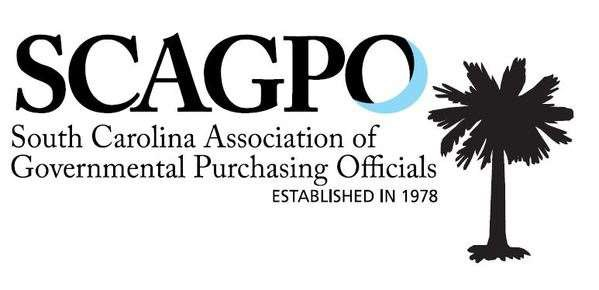 SCAGPO
South Carolina Association of
Governmental Purchasing Officials
ESTABLISHED IN 1978